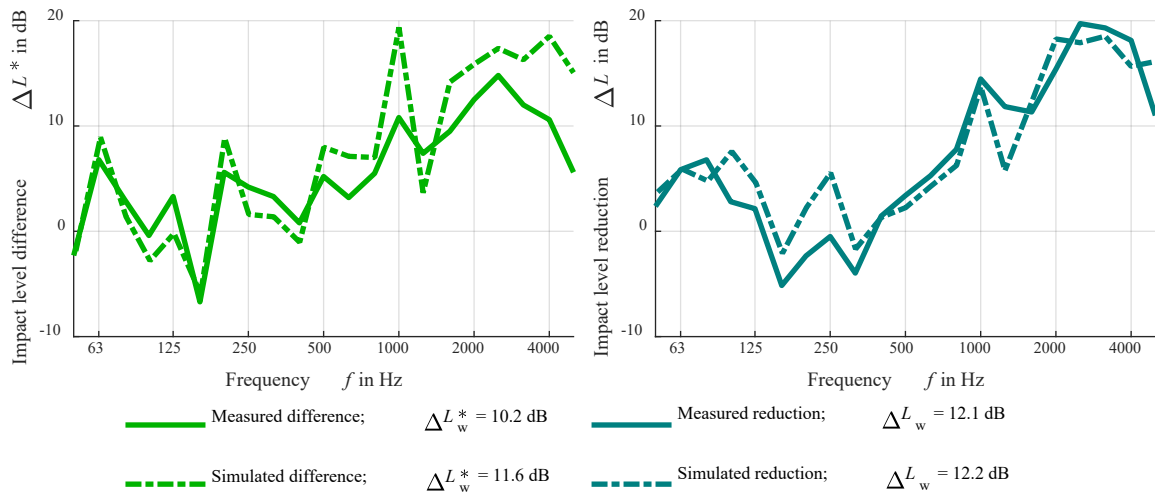 Impact level difference ΔL* in dB
20
10
0
-10
63 125 250 500 1000 2000 4000
Frequency f in Hz
Impact level reduction ΔL in dB
20
10
0
-10
63 125 250 500 1000 2000 4000
Frequency f in Hz
Measured difference; ΔL*w = 10.2 dB
Simulated difference; ΔL*w = 11.6 dB
Measured reduction; ΔLw = 12.1 dB
Simulated reduction; ΔLw = 12.2 dB